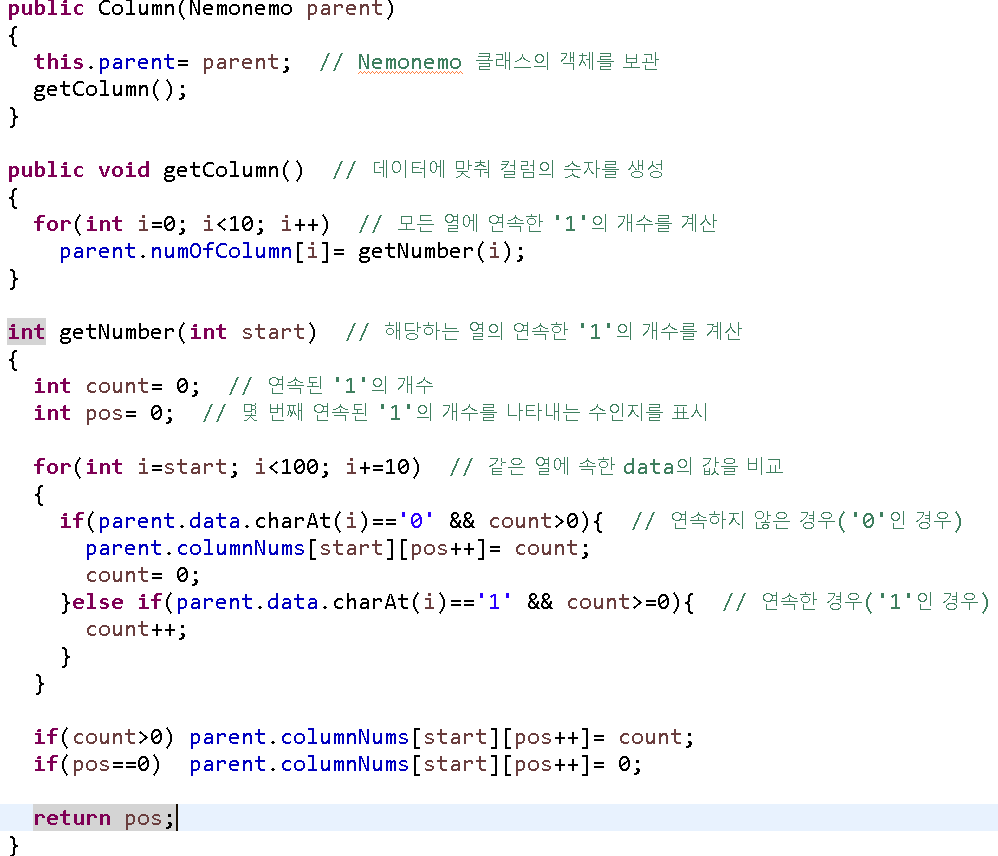 public Column(Nemonemo parent)
{
  this.parent= parent;  // Nemonemo 클래스의 객체를 보관
  getColumn();
}

public void getColumn()  // 데이터에 맞춰 컬럼의 숫자를 생성
{
  for(int i=0; i<10; i++)  // 모든 열에 연속한 '1'의 개수를 계산
    parent.numOfColumn[i]= getNumber(i);
}

int getNumber(int start)  // 해당하는 열의 연속한 '1'의 개수를 계산
{
  int count= 0;  // 연속된 '1'의 개수
  int pos= 0;  // 몇 번째 연속된 '1'의 개수를 나타내는 수인지를 표시

  for(int i=start; i<100; i+=10)  // 같은 열에 속한 data의 값을 비교
  {
    if(parent.data.charAt(i)=='0' && count>0){  // 연속하지 않은 경우('0'인 경우)
      parent.columnNums[start][pos++]= count;
      count= 0;
    }else if(parent.data.charAt(i)=='1' && count>=0){  // 연속한 경우('1'인 경우)
      count++;
    }
  }

  if(count>0) parent.columnNums[start][pos++]= count;
  if(pos==0)  parent.columnNums[start][pos++]= 0;

  return pos;
}